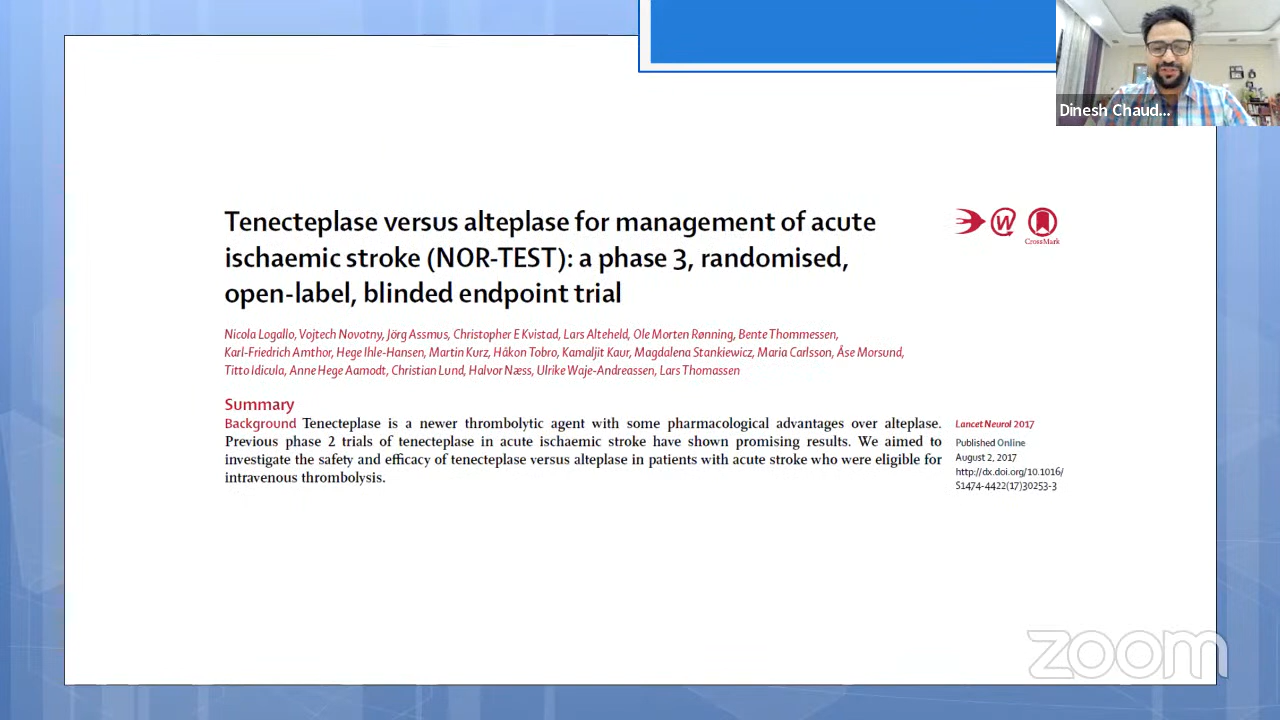 Dinesh Chaud...
Tenecteplase versus alteplase for management of acute
ischaemic stroke (NOR-TEST): a phase 3, randomised,
open-label, blinded endpoint trial
W
CrossMark
Nicola Logallo, Vojtech Novotny, Jörg Assmus, Christopher E Kvistad, Lars Alteheld, Ole Morten Rønning, Bente Thommessen,
Karl-Friedrich Amthor, Hege Ihle-Hansen, Martin Kurz, Håkon Tobro, Kamaljit Kaur, Magdalena Stankiewicz, Maria Carlsson, Åse Morsund,
Titto Idicula, Anne Hege Aamodt, Christian Lund, Halvor Næss, Ulrike Waje-Andreassen, Lars Thomassen
Summary
Background Tenecteplase is a newer thrombolytic agent with some pharmacological advantages over alteplase.
Previous phase 2 trials of tenecteplase in acute ischaemic stroke have shown promising results. We aimed to
investigate the safety and efficacy of tenecteplase versus alteplase in patients with acute stroke who were eligible for
intravenous thrombolysis.
Lancet Neurol 2017
Published Online
August 2, 2017
http://dx.doi.org/10.1016/
S1474-4422(17)30253-3
zoom